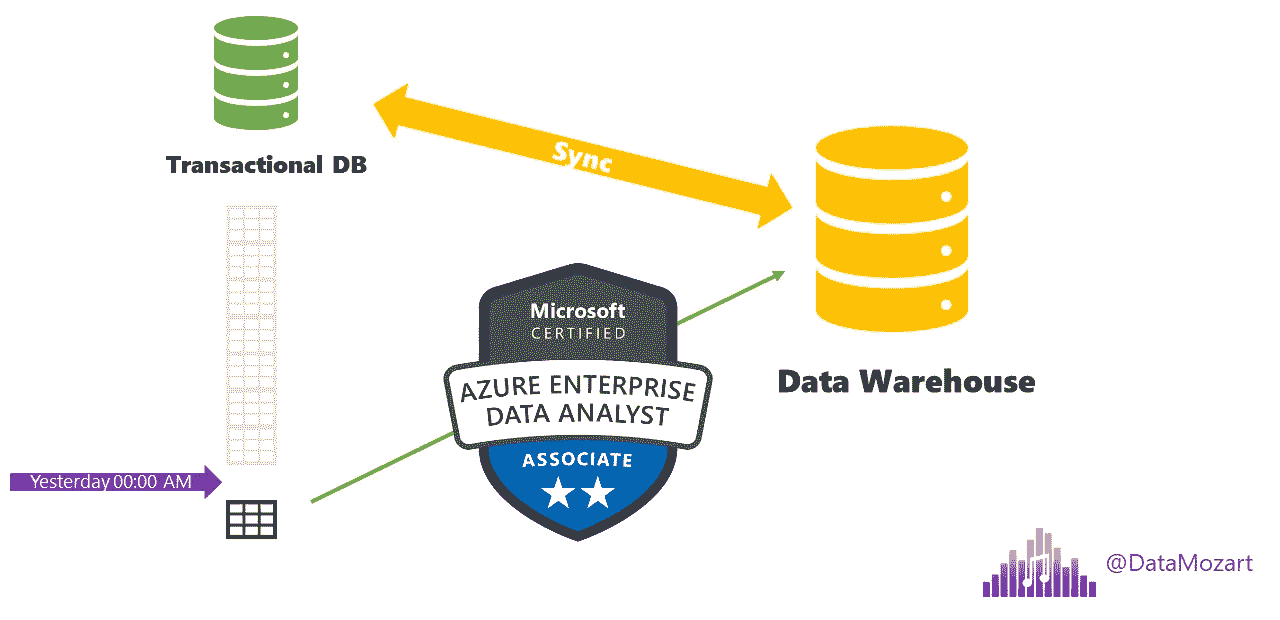 Transactional DB
Sync
Microsoft
CERTIFIED
AZURE ENTERPRISE
DATA ANALYST
ASSOCIATE
Data Warehouse
Yesterday 00:00 AM
@DataMozart